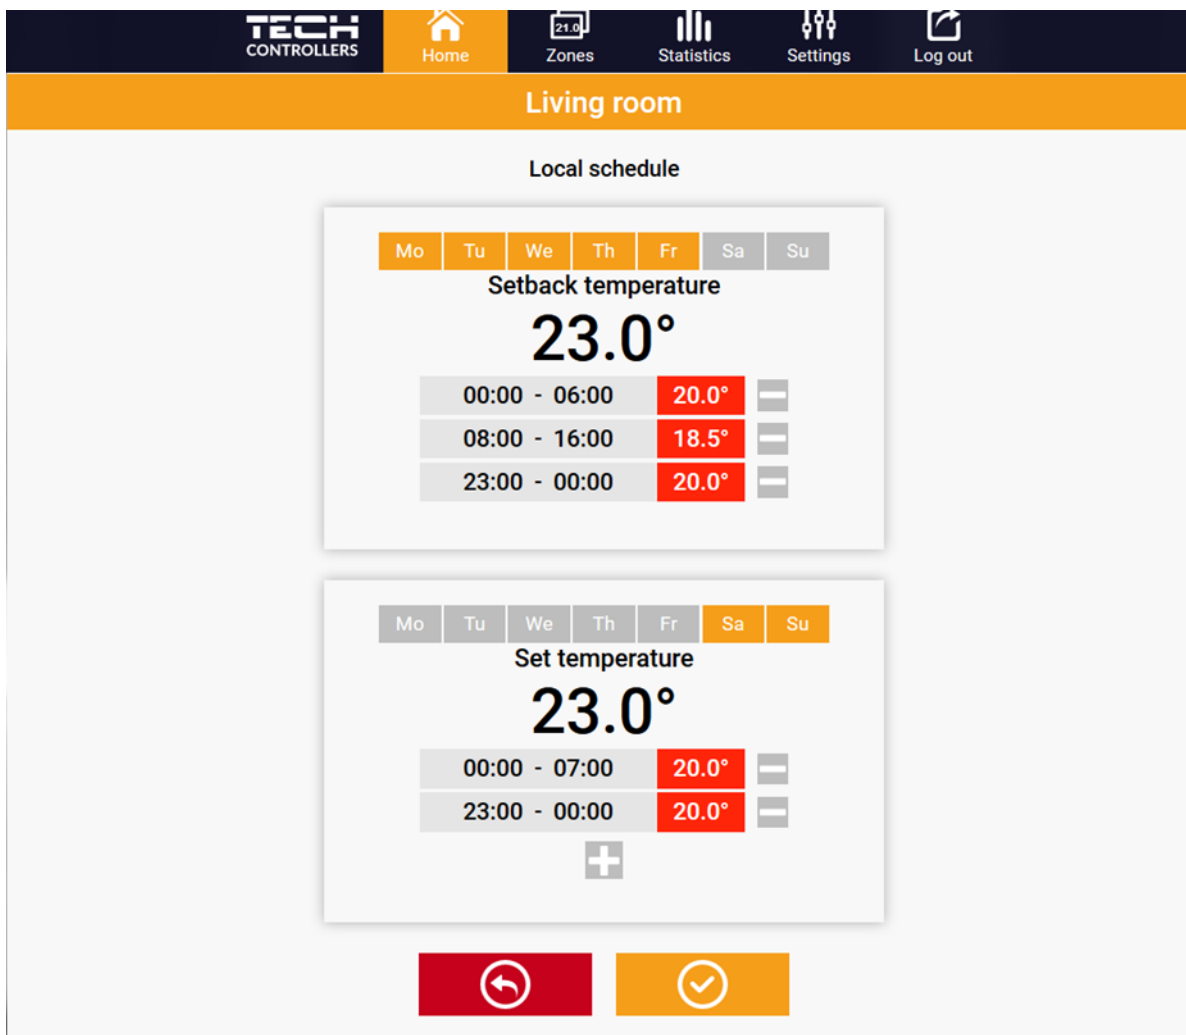 TECH
CONTROLLERS
Home
21.0
Zones
Statistics
Settings
Log out
Living room
Local schedule
Mo Tu We Th Fr Sa Su
Setback temperature
23.0°
00:00 - 06:00 20.0°
08:00 - 16:00 18.5°
23:00 - 00:00 20.0°
Mo Tu We Th Fr Sa Su
Set temperature
23.0°
00:00 - 07:00 20.0°
23:00 - 00:00 20.0°